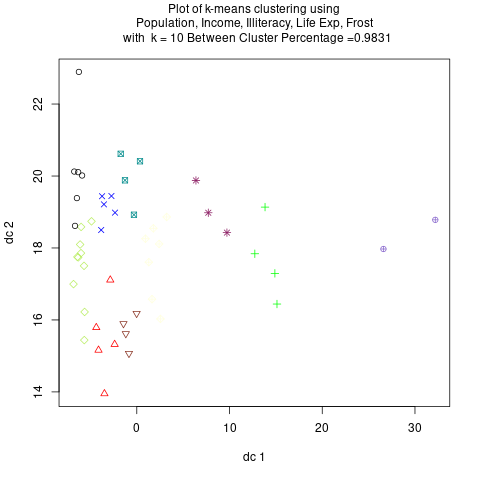 Plot of k-means clustering using
Population, Income, Illiteracy, Life Exp, Frost
with k = 10 Between Cluster Percentage =0.9831
22
20
18
16
14
dc 2
0 10 20 30
dc 1